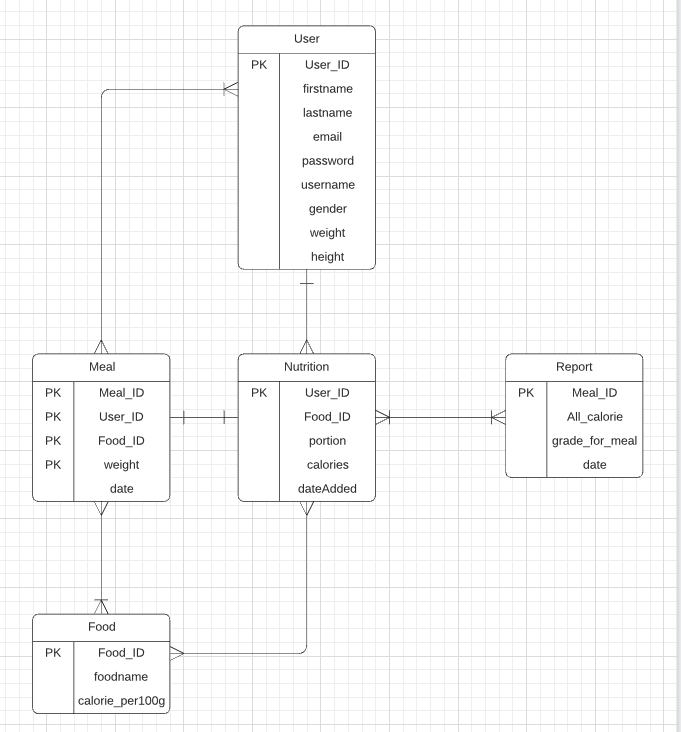 User
PK User_ID
firstname
lastname
email
password
username
gender
weight
height
Meal
PK Meal_ID
PK User_ID
PK Food_ID
PK weight
date
Nutrition
PK User_ID
Food_ID
portion
calories
dateAdded
Report
PK Meal_ID
All_calorie
grade_for_meal
date
Food
PK Food_ID
foodname
calorie_per100g